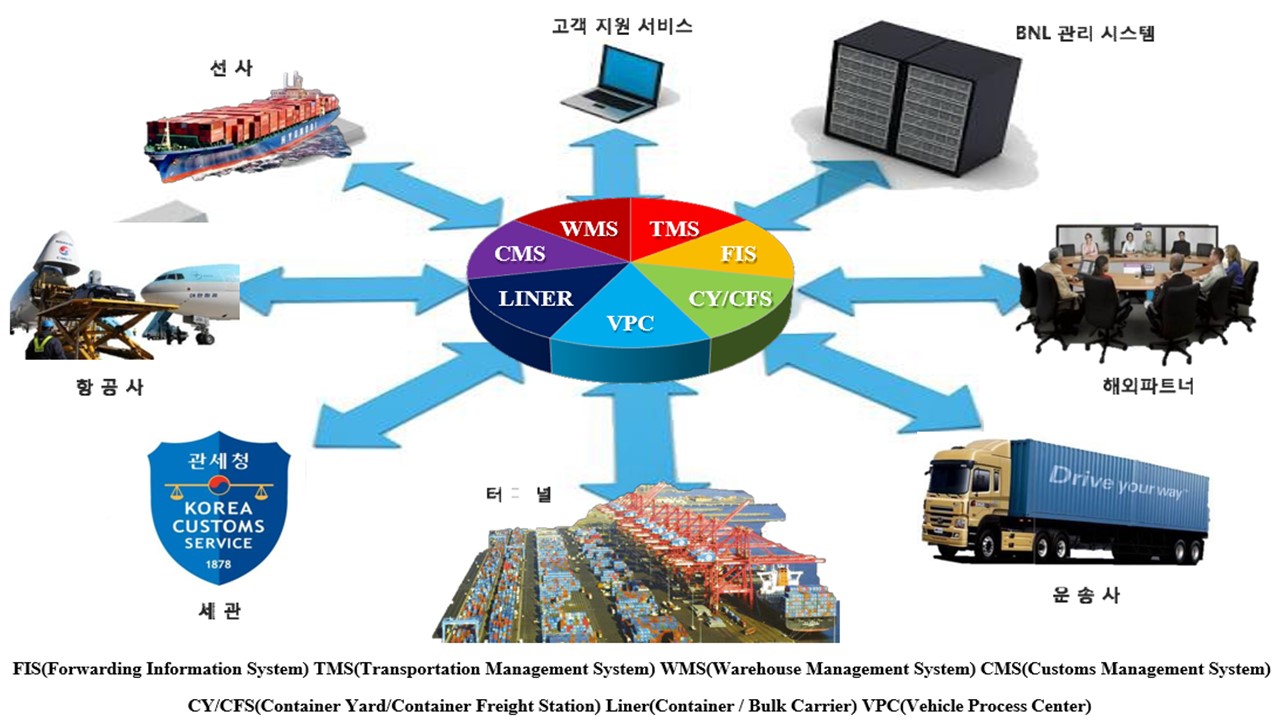 고객 지원 서비스
BNL 관리 시스템
선 사
HYUNDAI
WMS
TMS
CMS
FIS
LINER
CY/CFS
VPC
항 공 사
해외파트너
관세청
KOREA
CUSTOMS
SERVICE
1878
세 관
Drive your way
운 송 사
FIS(Forwarding Information System) TMS(Transportation Management System) WMS(Warehouse Management System) CMS(Customs Management System)
CY/CFS(Container Yard/Container Freight Station) Liner(Container / Bulk Carrier) VPC(Vehicle Process Center)